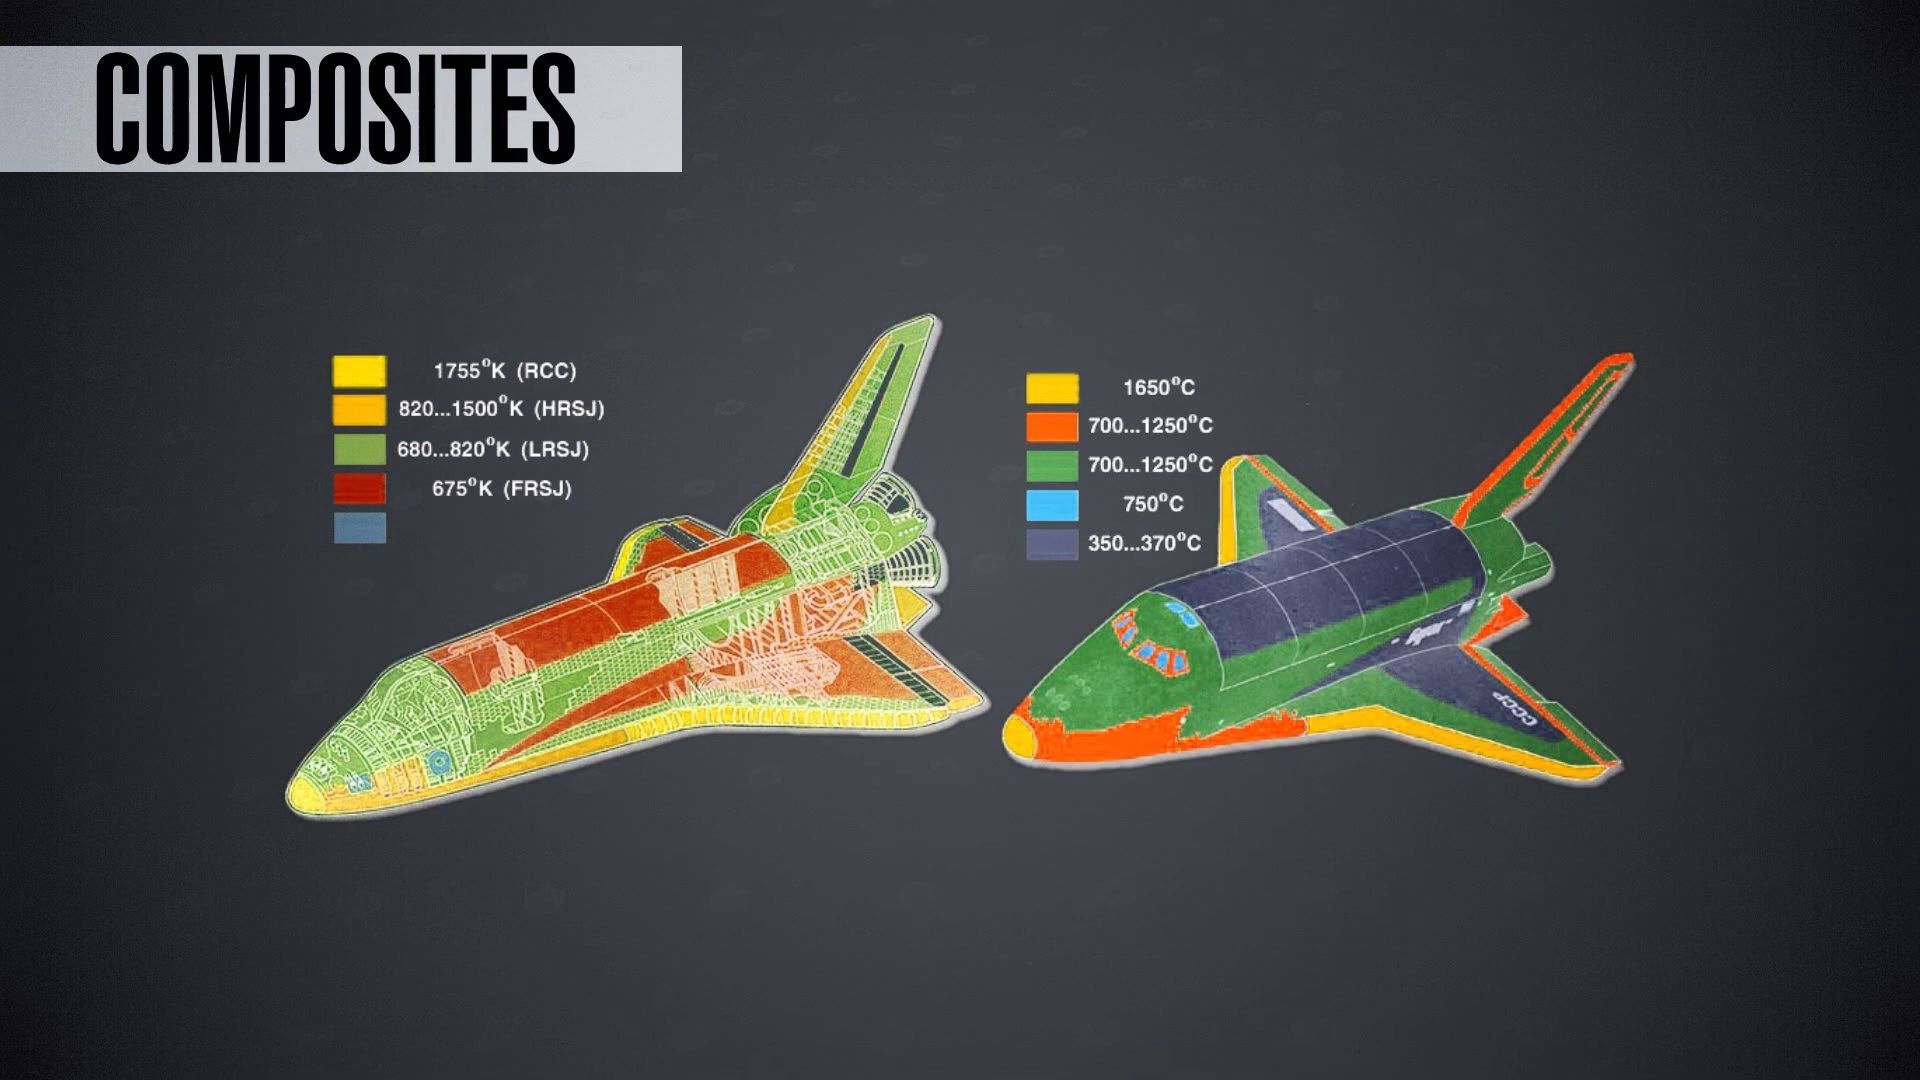 COMPOSITES
1755°K (RCC)
820...1500°K (HRSJ)
680...820°K (LRSJ)
675°K (FRSJ)
1650°C
700...1250°C
700...1250°C
750°C
350...370°C
СССР